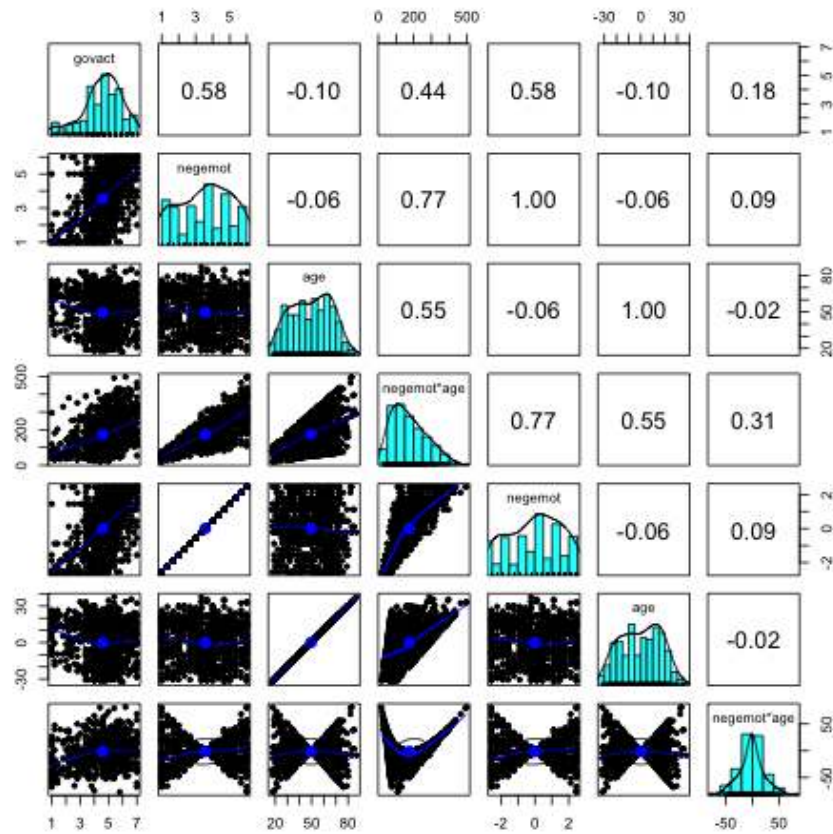 1 3 5 0 200 500 -30 0 30
govact 0.58 -0.10 0.44 0.58 -0.10 0.18 1 3 5 7
1 3 5 negemot -0.06 0.77 1.00 -0.06 0.09
age 0.55 -0.06 1.00 -0.02 20 50 80
0 200 500 negemot*age 0.77 0.55 0.31
negemot -0.06 0.09 -2 0 2
-30 0 30 age -0.02
negemot*age -50 50
1 3 5 7 20 50 80 -2 0 2 -50 50